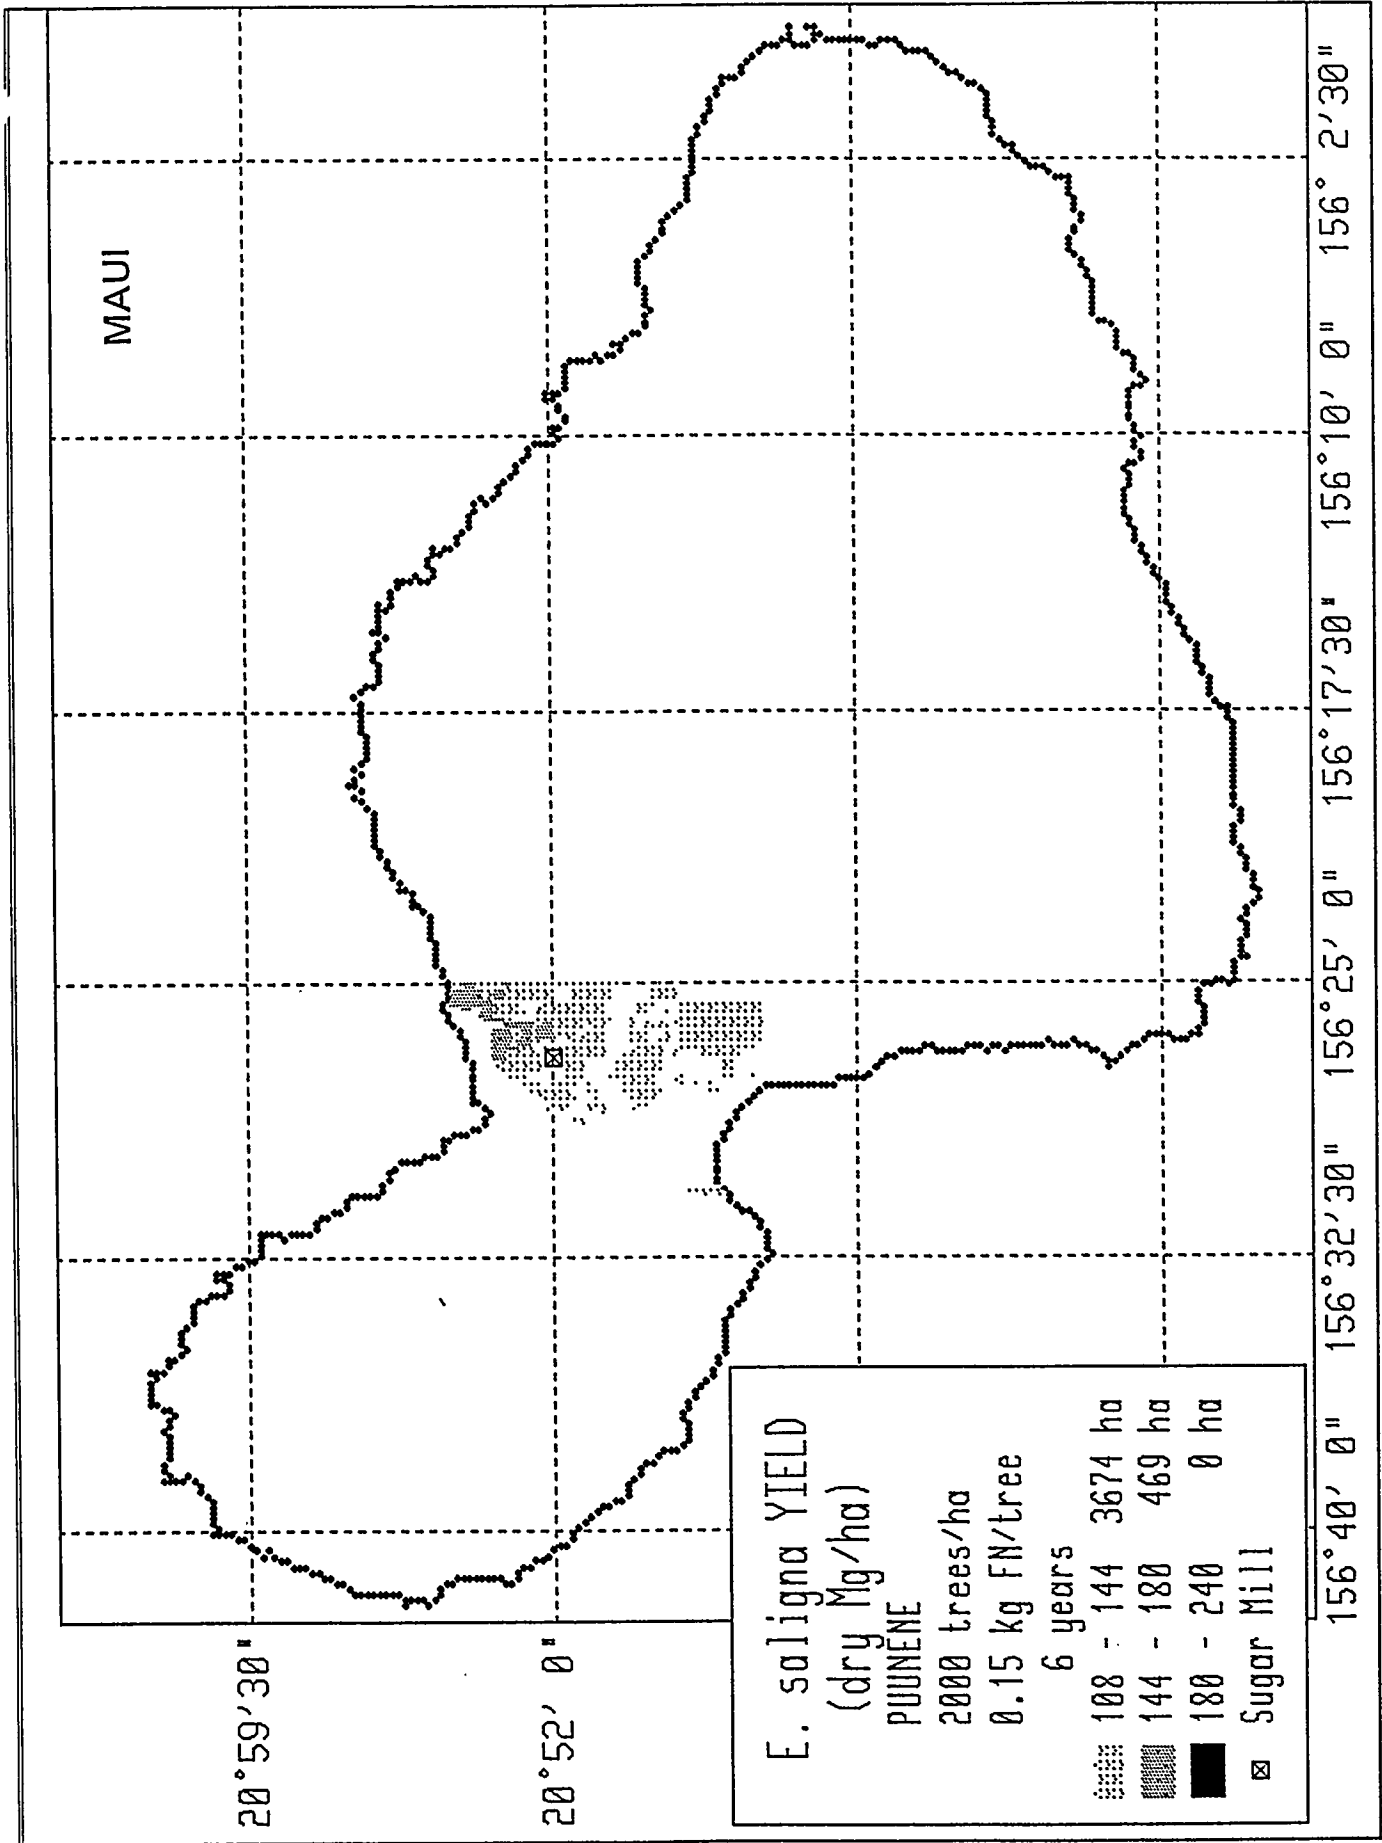 MAUI
20°59'30"
20°52' 0"
E. saligna YIELD
(dry Mg/ha)
PUUNENE
2000 trees/ha
0.15 kg FN/tree
6 years
108 - 144 3674 ha
144 - 180 469 ha
180 - 240 0 ha
Sugar Mill
156°40' 0"
156°32'30"
156°25' 0"
156°17'30"
156°10' 0"
156° 2'30"